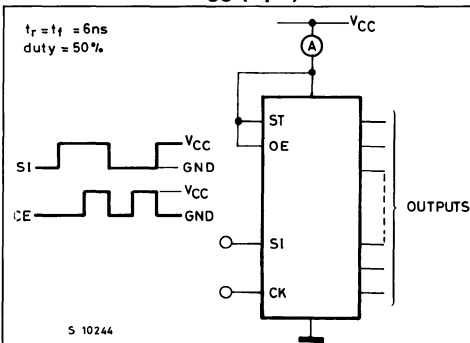 tr = tf = 6ns
duty = 50%
VCC
A
ST
OE
SI
VCC
GND
CE
VCC
GND
OUTPUTS
SI
CK
S 10244